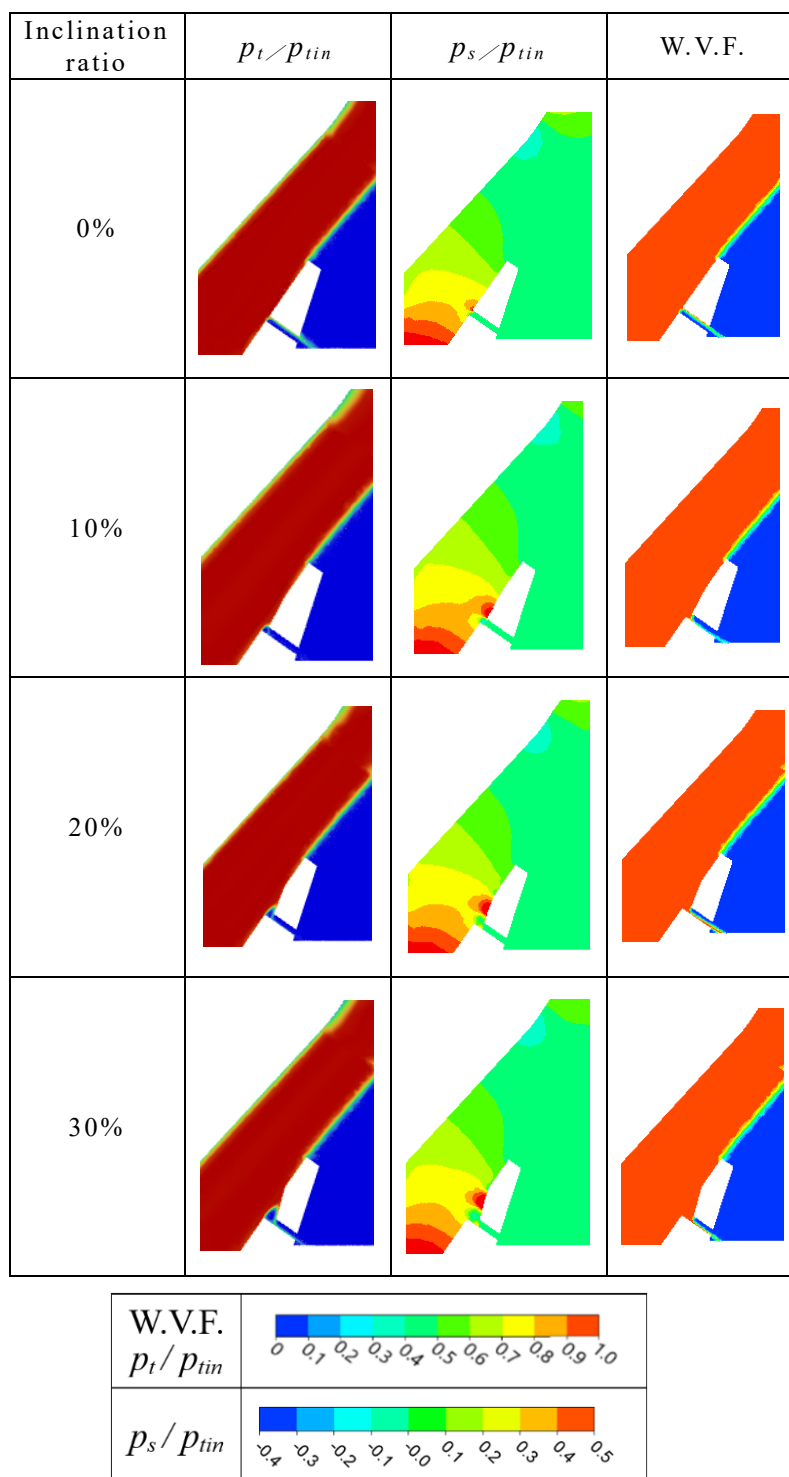 Inclination
ratio
p_t/p_tin
p_s/p_tin
W.V.F.
0%
10%
20%
30%
W.V.F.
p_t/p_tin
0 0.1 0.2 0.3 0.4 0.5 0.6 0.7 0.8 0.9 1.0
p_s/p_tin
-0.4 -0.3 -0.2 -0.1 -0.0 0.1 0.2 0.3 0.4 0.5